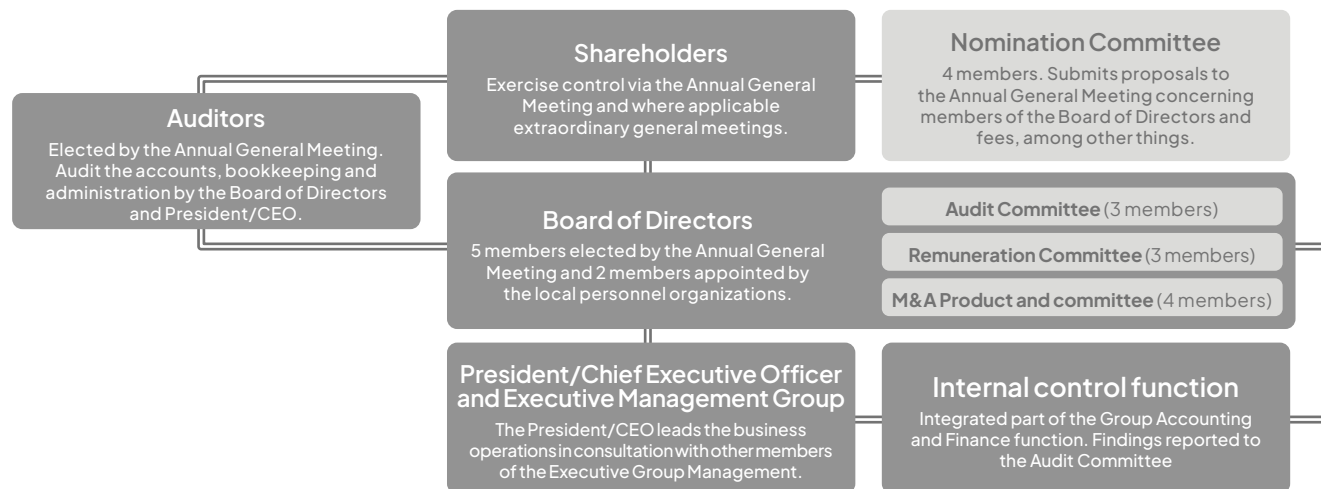 Shareholders
Exercise control via the Annual General
Meeting and where applicable
extraordinary general meetings.
Nomination Committee
4 members. Submits proposals to
the Annual General Meeting concerning
members of the Board of Directors and
fees, among other things.
Auditors
Elected by the Annual General Meeting.
Audit the accounts, bookkeeping and
administration by the Board of Directors
and President/CEO.
Board of Directors
5 members elected by the Annual General
Meeting and 2 members appointed by
the local personnel organizations.
Audit Committee (3 members)
Remuneration Committee (3 members)
M&A Product and committee (4 members)
President/Chief Executive Officer
and Executive Management Group
The President/CEO leads the business
operations in consultation with other members
of the Executive Group Management.
Internal control function
Integrated part of the Group Accounting
and Finance function. Findings reported to
the Audit Committee